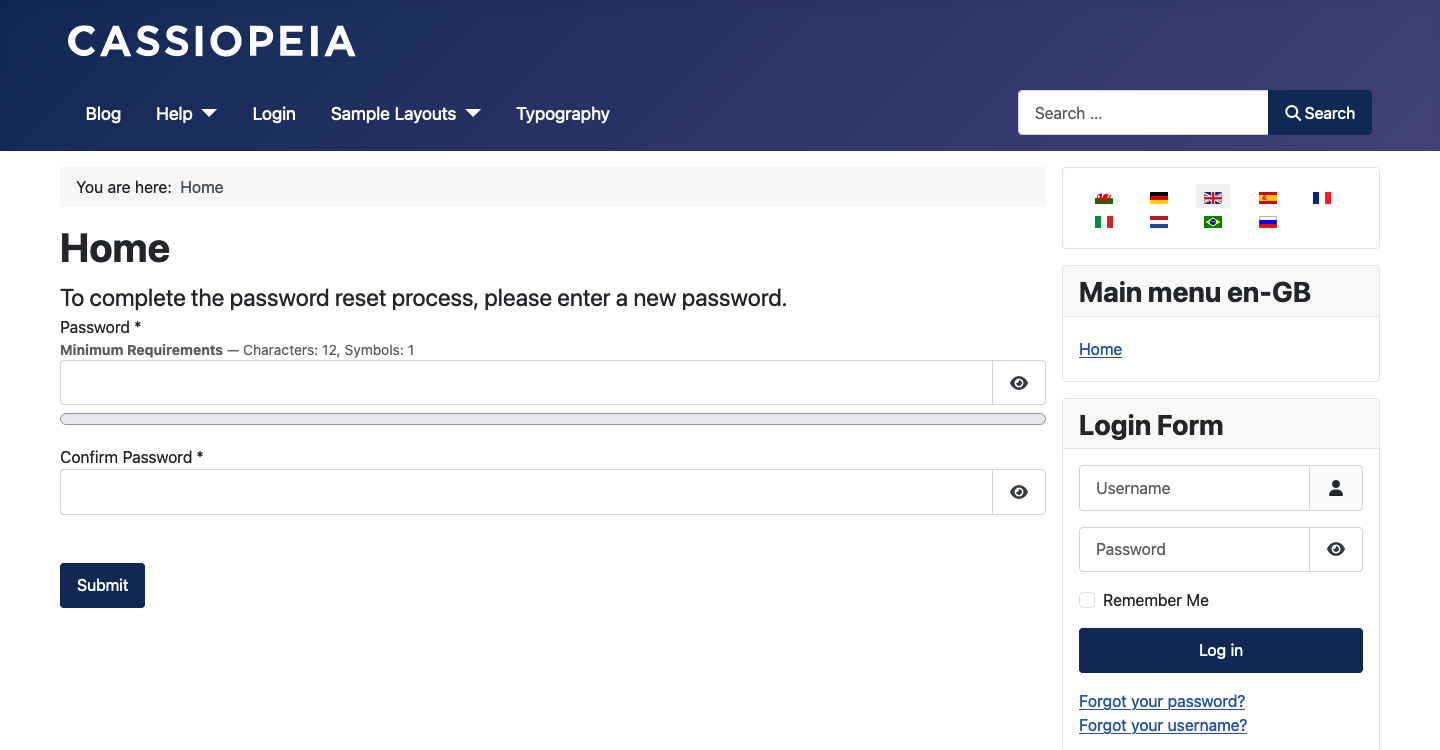 CASSIOPEIA
Blog Help Login Sample Layouts Typography
Search ... Search
You are here: Home
Home
To complete the password reset process, please enter a new password.
Password *
Minimum Requirements — Characters: 12, Symbols: 1
Confirm Password *
Submit
Main menu en-GB
Home
Login Form
Username
Password
Remember Me
Log in
Forgot your password?
Forgot your username?